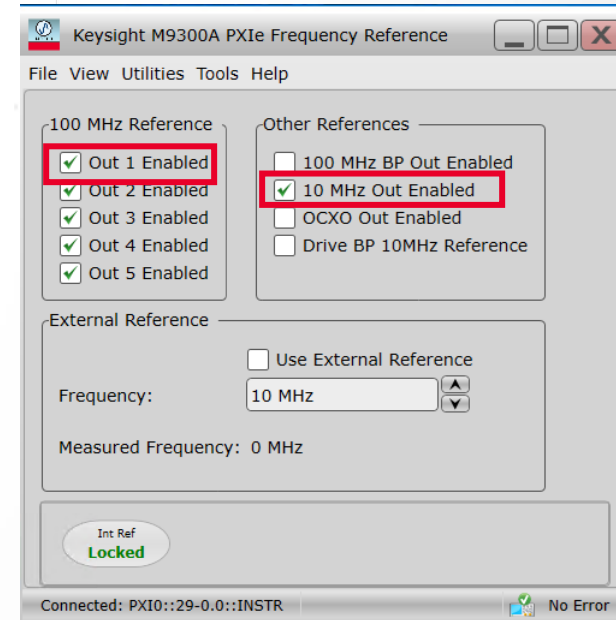 Keysight M9300A PXIe Frequency Reference
File View Utilities Tools Help
100 MHz Reference
Out 1 Enabled
Out 2 Enabled
Out 3 Enabled
Out 4 Enabled
Out 5 Enabled
Other References
100 MHz BP Out Enabled
10 MHz Out Enabled
OCXO Out Enabled
Drive BP 10MHz Reference
External Reference
Use External Reference
Frequency: 10 MHz
Measured Frequency: 0 MHz
Int Ref
Locked
Connected: PXI0::29-0.0::INSTR No Error